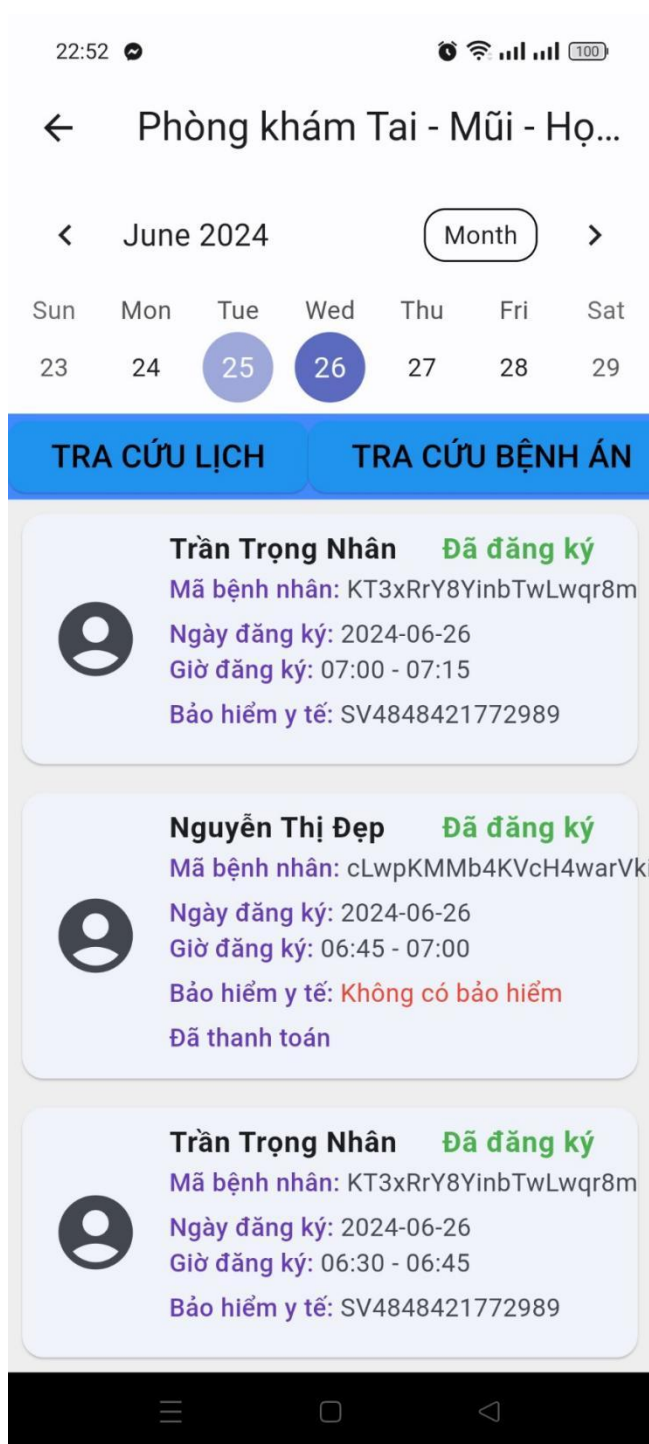 22:52
100
Phòng khám Tai - Mũi - Họ...
June 2024
Month
Sun Mon Tue Wed Thu Fri Sat
23 24 25 26 27 28 29
TRA CỨU LỊCH TRA CỨU BỆNH ÁN
Trần Trọng Nhân Đã đăng ký
Mã bệnh nhân: KT3xRrY8YinbTwLwqr8m
Ngày đăng ký: 2024-06-26
Giờ đăng ký: 07:00 - 07:15
Bảo hiểm y tế: SV4848421772989
Nguyễn Thị Đẹp Đã đăng ký
Mã bệnh nhân: cLwpKMMb4KVcH4warVki
Ngày đăng ký: 2024-06-26
Giờ đăng ký: 06:45 - 07:00
Bảo hiểm y tế: Không có bảo hiểm
Đã thanh toán
Trần Trọng Nhân Đã đăng ký
Mã bệnh nhân: KT3xRrY8YinbTwLwqr8m
Ngày đăng ký: 2024-06-26
Giờ đăng ký: 06:30 - 06:45
Bảo hiểm y tế: SV4848421772989